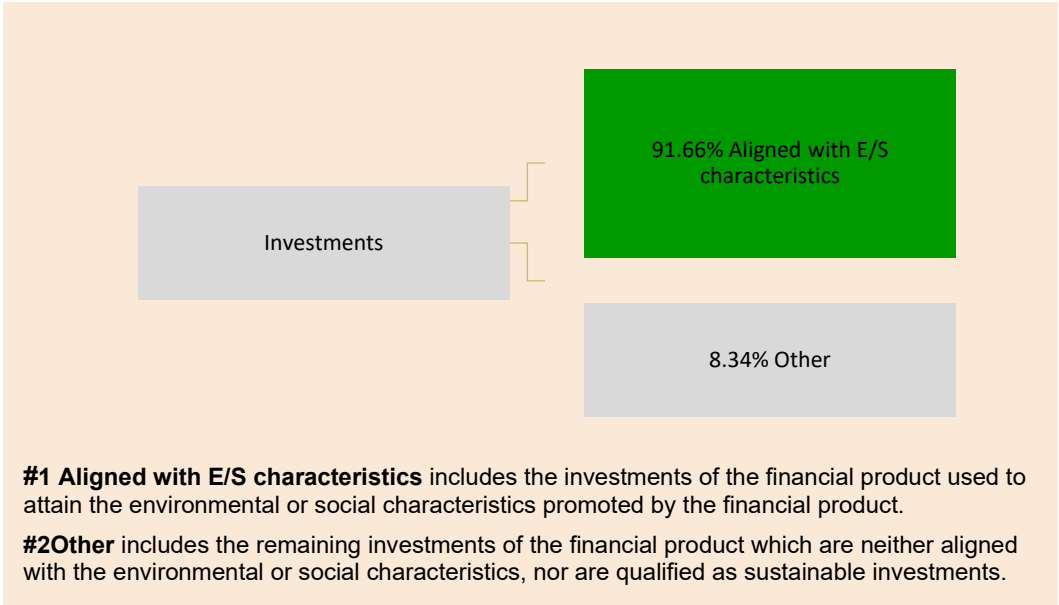 91.66% Aligned with E/S
characteristics
Investments
8.34% Other
#1 Aligned with E/S characteristics includes the investments of the financial product used to
attain the environmental or social characteristics promoted by the financial product.
#2Other includes the remaining investments of the financial product which are neither aligned
with the environmental or social characteristics, nor are qualified as sustainable investments.